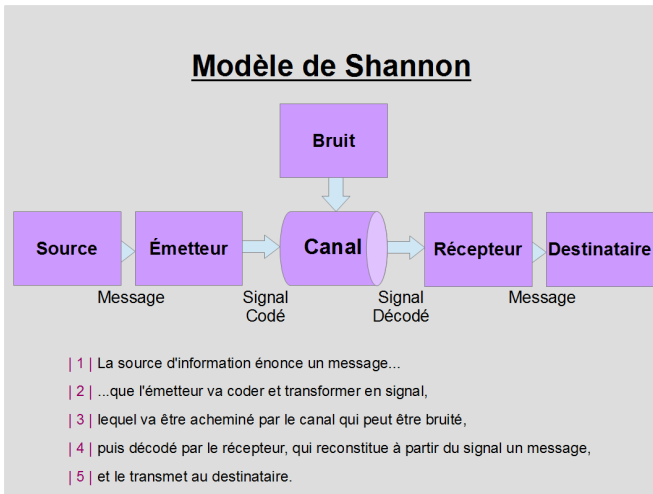 Modèle de Shannon
Bruit
Source
Émetteur
Canal
Récepteur
Destinataire
Message
Signal
Codé
Signal
Décodé
Message
| 1 | La source d'information énonce un message...
| 2 | ...que l'émetteur va coder et transformer en signal,
| 3 | lequel va être acheminé par le canal qui peut être bruité,
| 4 | puis décodé par le récepteur, qui reconstitue à partir du signal un message,
| 5 | et le transmet au destinataire.